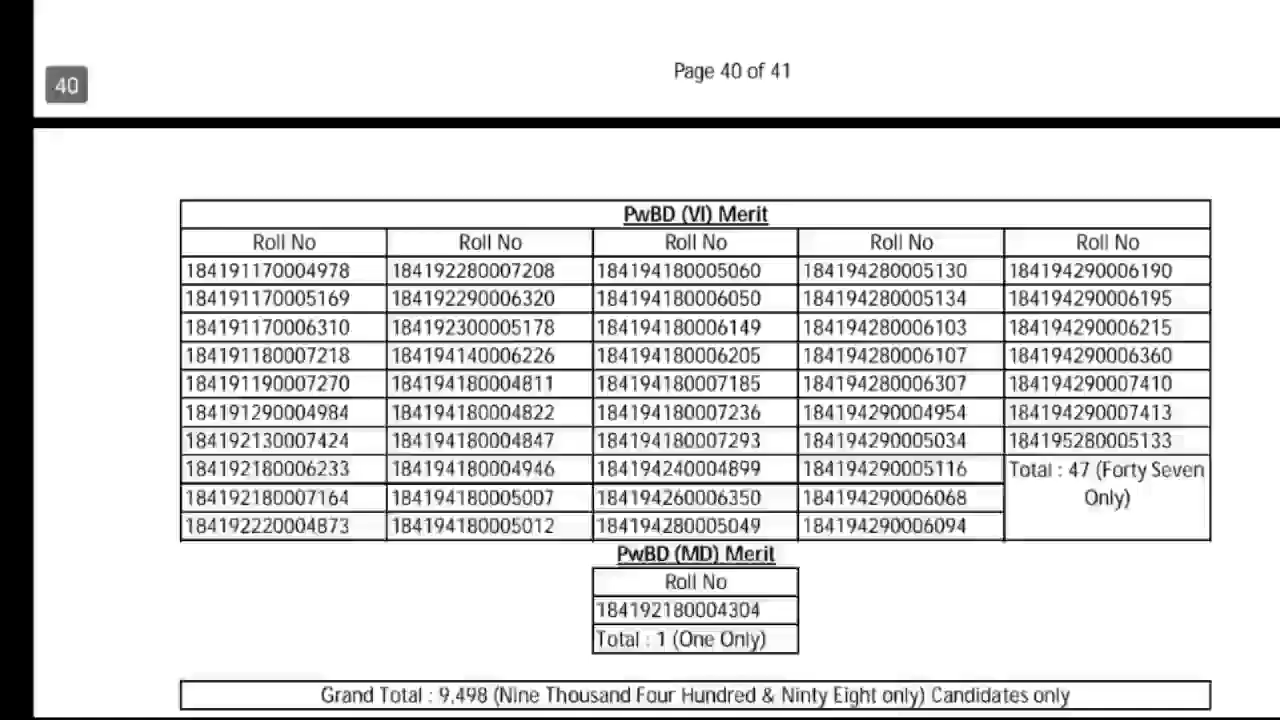 Page 40 of 41
40
PwBD (VI) Merit
Roll No Roll No Roll No Roll No Roll No
184191170004978 184192280007208 184194180005060 184194280005130 184194290006190
184191170005169 184192290006320 184194180006050 184194280005134 184194290006195
184191170006310 184192300005178 184194180006149 184194280006103 184194290006215
184191180007218 184194140006226 184194180006205 184194280006107 184194290006360
184191190007270 184194180004811 184194180007185 184194280006307 184194290007410
184191290004984 184194180004822 184194180007236 184194290004954 184194290007413
184192130007424 184194180004847 184194180007293 184194290005034 184195280005133
184192180006233 184194180004946 184194240004899 184194290005116 Total : 47 (Forty Seven
184192180007164 184194180005007 184194260006350 184194290006068 Only)
184192220004873 184194180005012 184194280005049 184194290006094
PwBD (MD) Merit
Roll No
184192180004304
Total : 1 (One Only)
Grand Total : 9,498 (Nine Thousand Four Hundred & Ninty Eight only) Candidates only